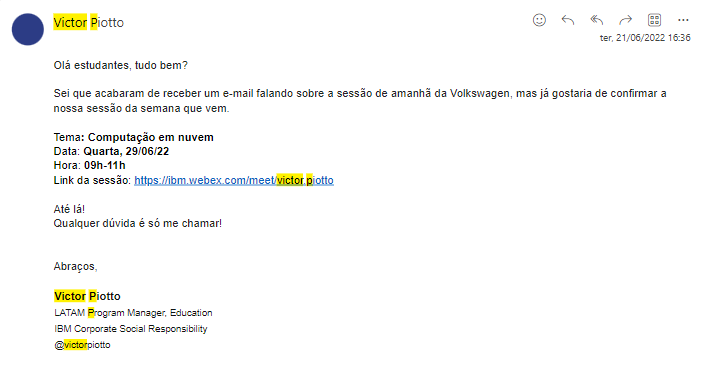 Victor Piotto
ter, 21/06/2022 16:36
Olá estudantes, tudo bem?
Sei que acabaram de receber um e-mail falando sobre a sessão de amanhã da Volkswagen, mas já gostaria de confirmar a
nossa sessão da semana que vem.
Tema: Computação em nuvem
Data: Quarta, 29/06/22
Hora: 09h-11h
Link da sessão: https://ibm.webex.com/meet/victor.piotto
Até lá!
Qualquer dúvida é só me chamar!
Abraços,
Victor Piotto
LATAM Program Manager, Education
IBM Corporate Social Responsibility
@victorpiotto